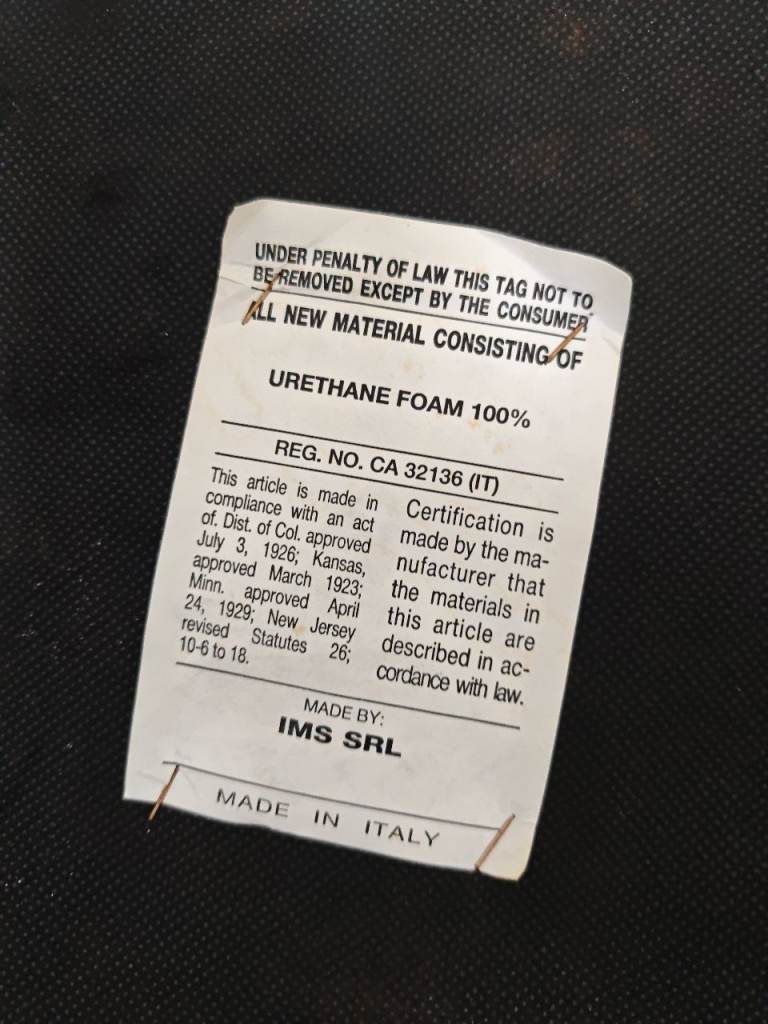 UNDER PENALTY OF LAW THIS TAG NOT TO
BE REMOVED EXCEPT BY THE CONSUMER
ALL NEW MATERIAL CONSISTING OF
URETHANE FOAM 100%
REG. NO. CA 32136 (IT)
This article is made in
compliance with an act
of. Dist. of Col. approved
July 3, 1926; Kansas,
approved March 1923;
Minn. approved April
24, 1929; New Jersey
revised Statutes 26;
10-6 to 18.
Certification is
made by the ma-
nufacturer that
the materials in
this article are
described in ac-
cordance with law.
MADE BY:
IMS SRL
MADE IN ITALY